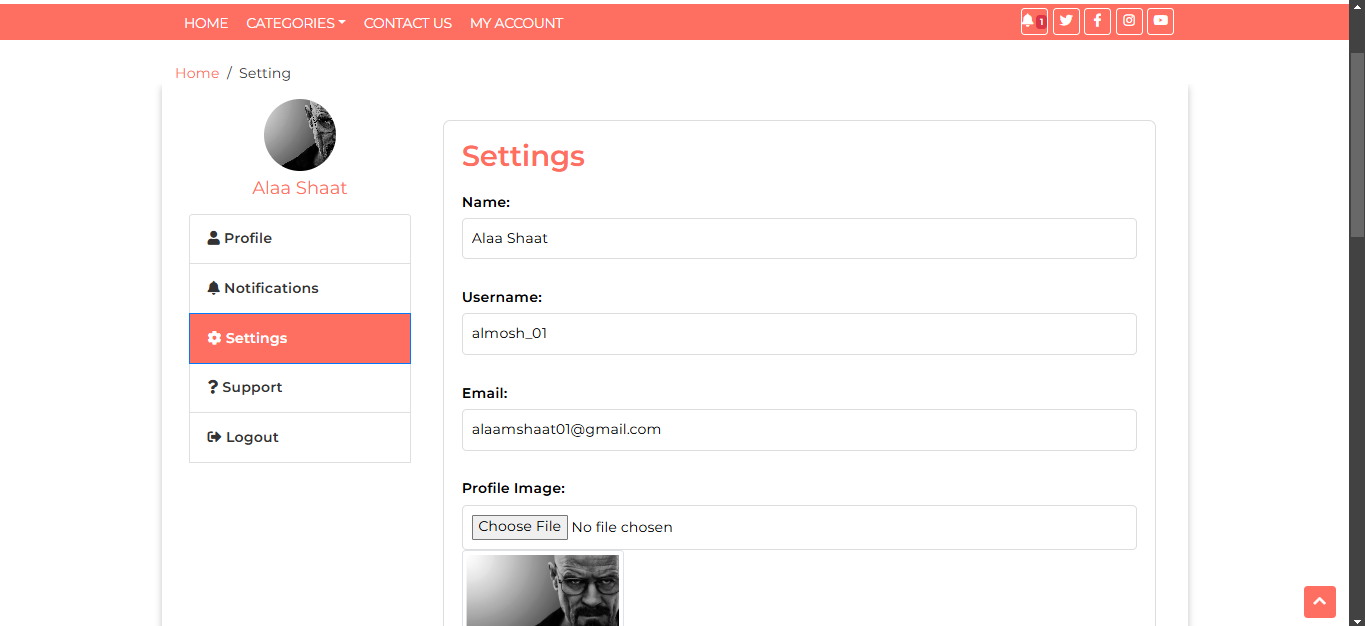 HOME CATEGORIES CONTACT US MY ACCOUNT 1
Home / Setting
Alaa Shaat
Profile
Notifications
Settings
Support
Logout
Settings
Name:
Alaa Shaat
Username:
almosh_01
Email:
alaamshaat01@gmail.com
Profile Image:
Choose File No file chosen